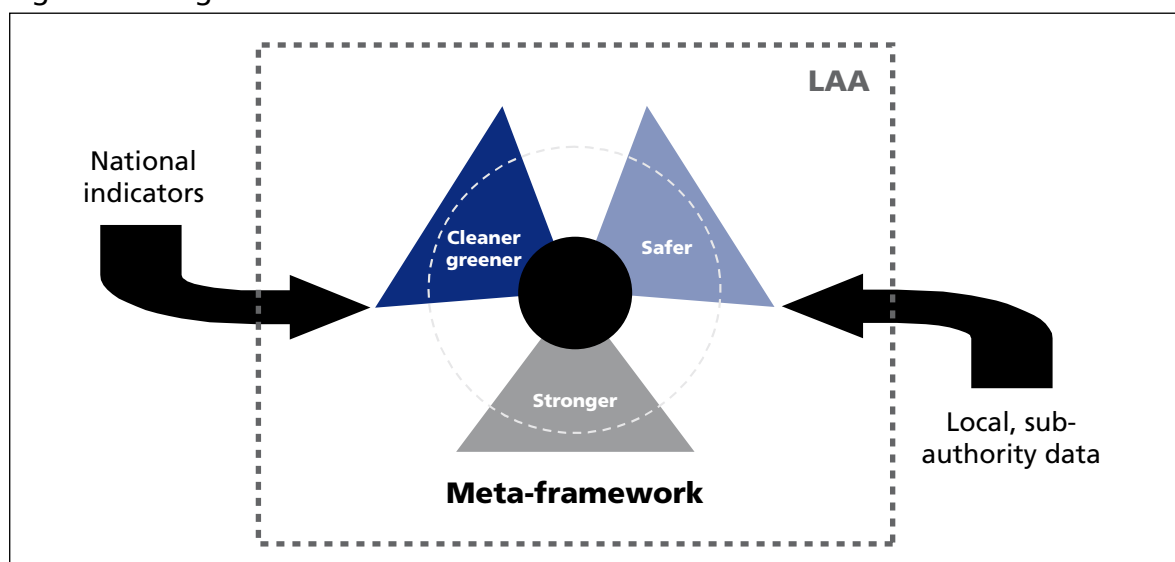 LAA
National
indicators
Cleaner
greener
Safer
Stronger
Local, sub-
authority data
Meta-framework